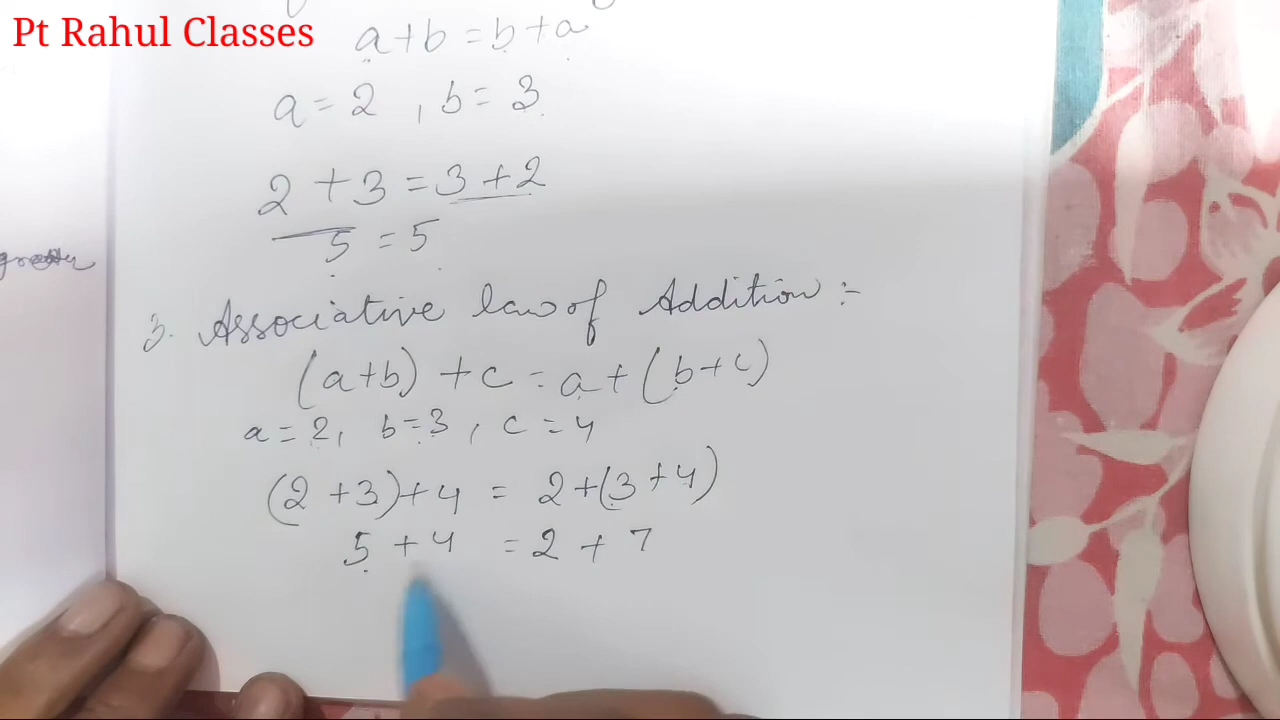 Pt Rahul Classes
a+b = b+a
a = 2 , b = 3
2 + 3 = 3 + 2
5 = 5
3. Associative law of Addition :-
(a+b) + c = a + (b+c)
a = 2, b = 3, c = 4
(2 + 3) + 4 = 2 + (3 + 4)
5 + 4 = 2 + 7